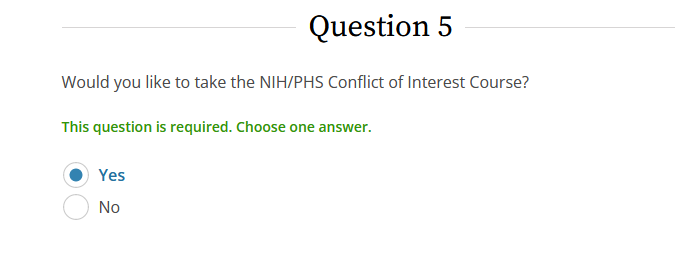 Question 5
Would you like to take the NIH/PHS Conflict of Interest Course?
This question is required. Choose one answer.
Yes
No